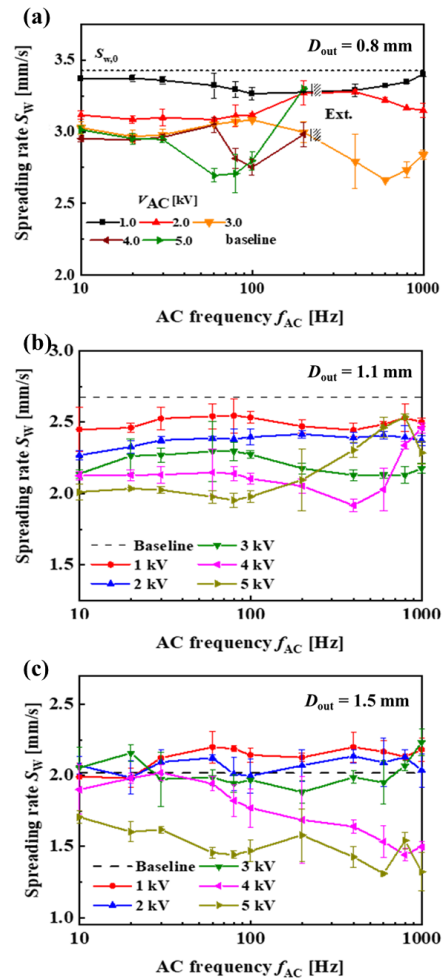 (a)
D_out = 0.8 mm
S_w,0
Ext.
V_AC [kV]
1.0 2.0 3.0
4.0 5.0 baseline
3.5
3.0
2.5
2.0
Spreading rate S_W [mm/s]
10 100 1000
AC frequency f_AC [Hz]
(b)
3.0
D_out = 1.1 mm
2.5
2.0
1.5
Baseline 3 kV
1 kV 4 kV
2 kV 5 kV
Spreading rate S_W [mm/s]
10 100 1000
AC frequency f_AC [Hz]
(c)
2.5
D_out = 1.5 mm
2.0
1.5
1.0
Baseline 3 kV
1 kV 4 kV
2 kV 5 kV
Spreading rate S_W [mm/s]
10 100 1000
AC frequency f_AC [Hz]